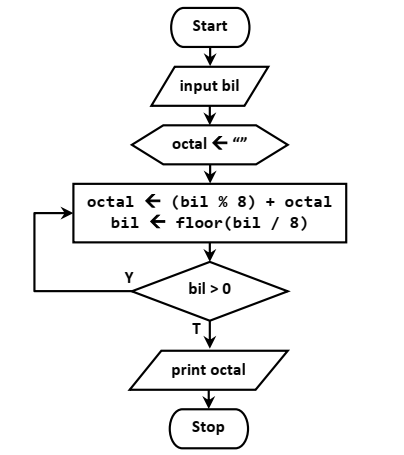 Start
input bil
octal 🡨 “”
octal 🡨 (bil % 8) + octal
bil 🡨 floor(bil / 8)
Y
bil > 0
T
print octal
Stop